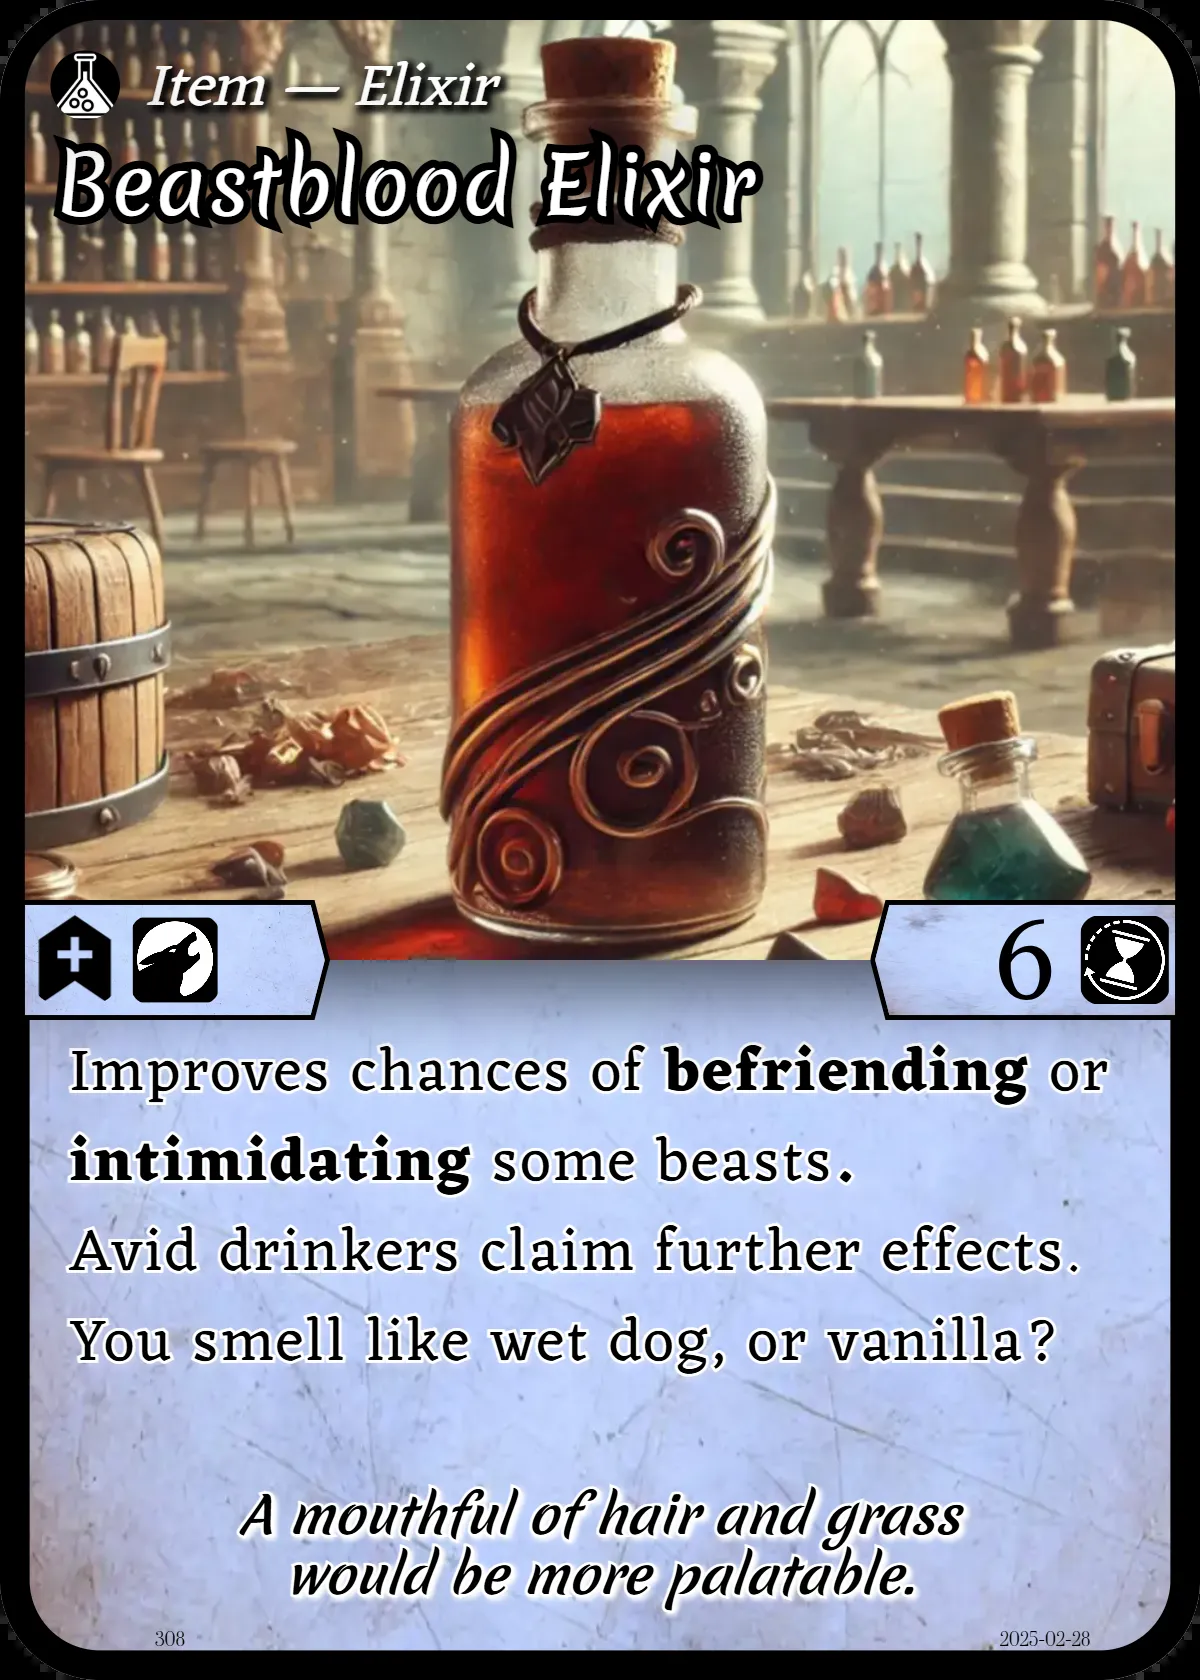 Item — Elixir
Beastblood Elixir
6
Improves chances of befriending or
intimidating some beasts.
Avid drinkers claim further effects.
You smell like wet dog, or vanilla?
A mouthful of hair and grass
would be more palatable.
308
2025-02-28